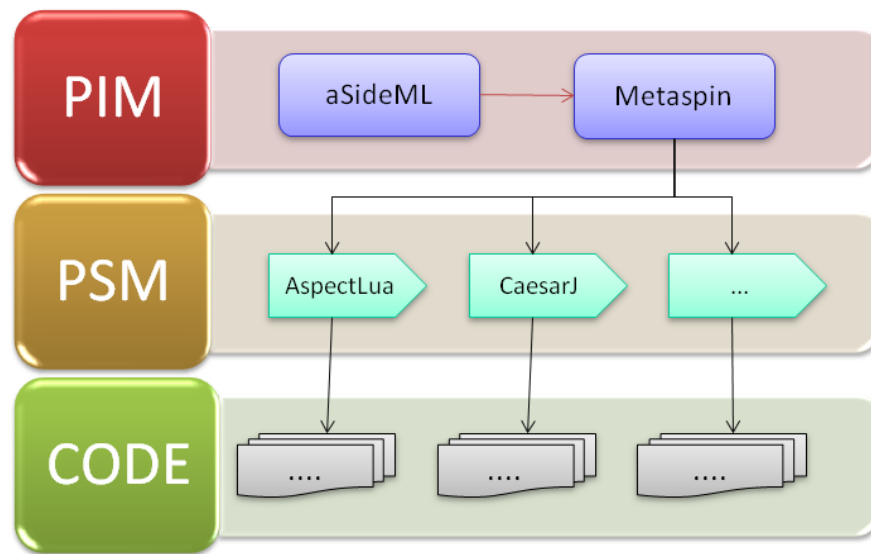 PIM
aSideML
Metaspin
PSM
AspectLua
CaesarJ
...
CODE
....
....
....